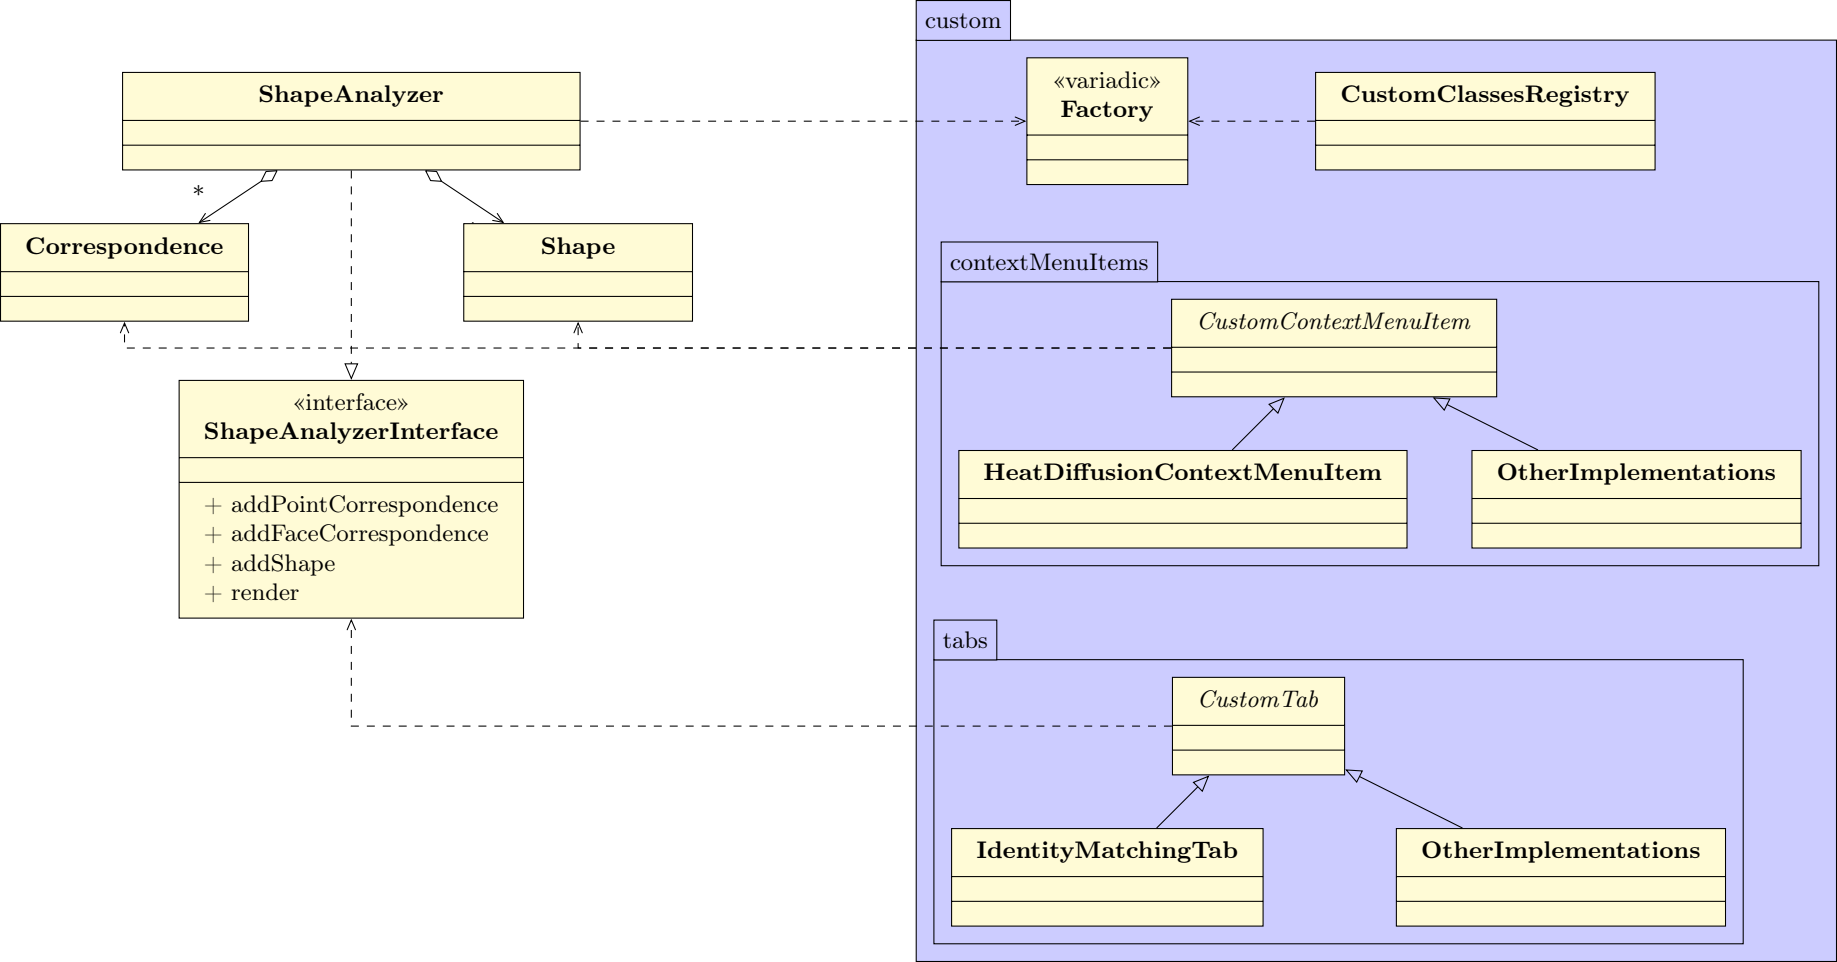 custom
ShapeAnalyzer
«variadic»
Factory
CustomClassesRegistry
*
Correspondence
Shape
contextMenuItems
CustomContextMenuItem
«interface»
ShapeAnalyzerInterface
HeatDiffusionContextMenuItem
OtherImplementations
+ addPointCorrespondence
+ addFaceCorrespondence
+ addShape
+ render
tabs
CustomTab
IdentityMatchingTab
OtherImplementations